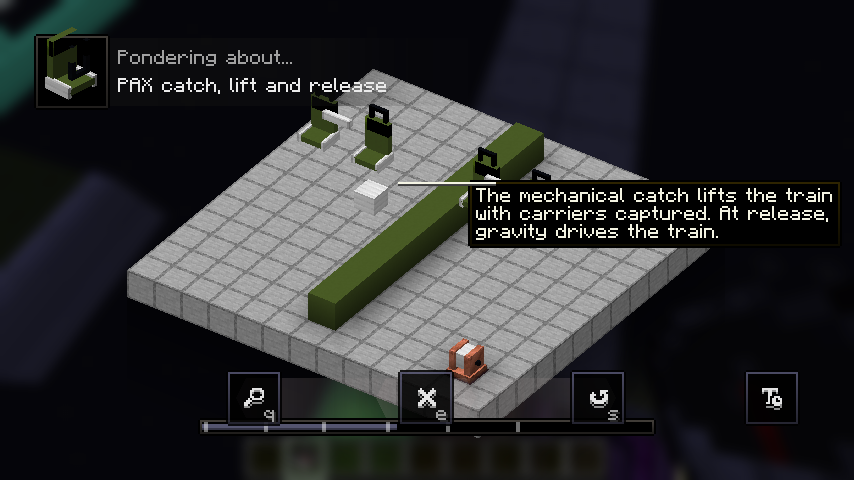 Pondering about...
PAX catch, lift and release
The mechanical catch lifts the train
with carriers captured. At release,
gravity drives the train.
q
e
s
T